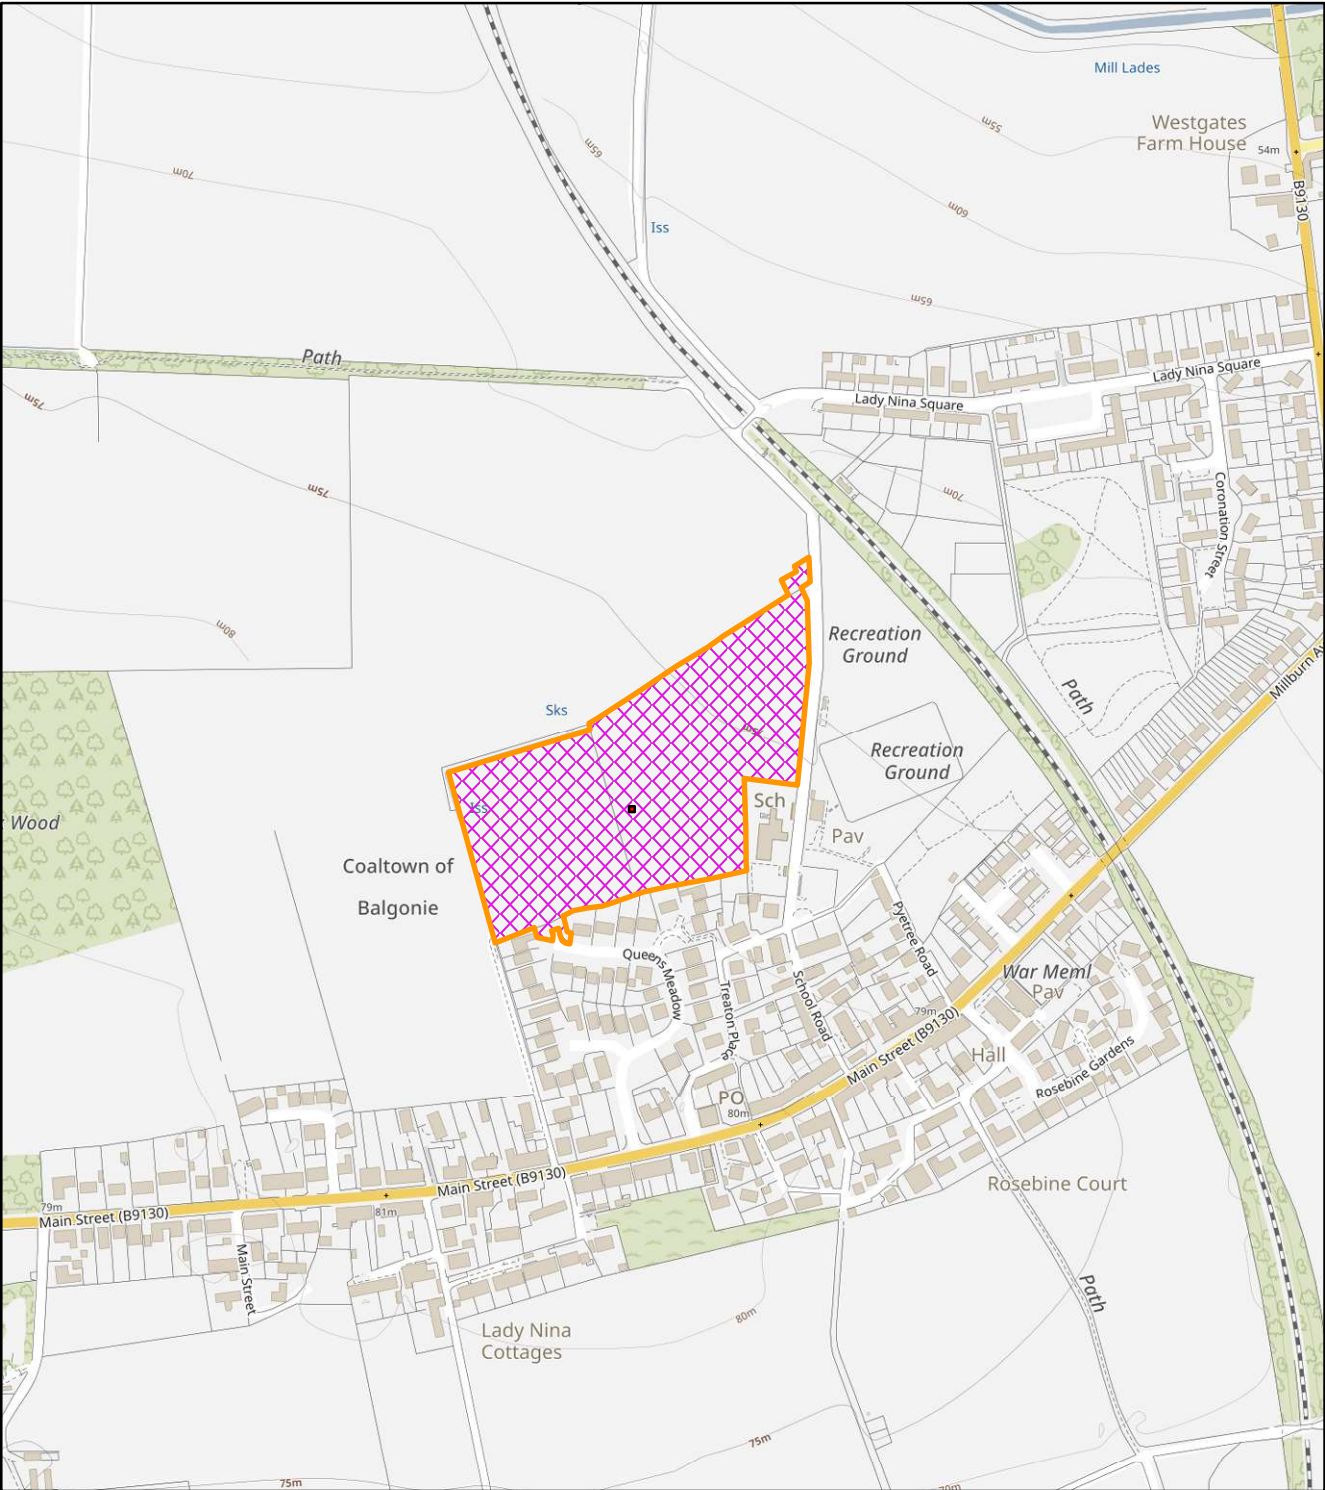 Mill Lades
Westgates
Farm House
54m
55m
65m
70m
B9130
60m
Iss
65m
Path
Lady Nina Square
Lady Nina Square
75m
75m
70m
Coronation Street
80m
Recreation
Ground
Path
Millburn Av
Sks
75m
Recreation
Ground
Iss
Sch
Wood
Pav
Coaltown of
Balgonie
Pyetree Road
Queens Meadow
War Meml
Pav
School Road
Treaton Place
79m
Main Street (B9130)
Hall
Rosebine Gardens
PO
80m
Main Street (B9130)
Rosebine Court
79m
Main Street (B9130)
81m
Main Street
Path
80m
Lady Nina
Cottages
75m
75m
70m